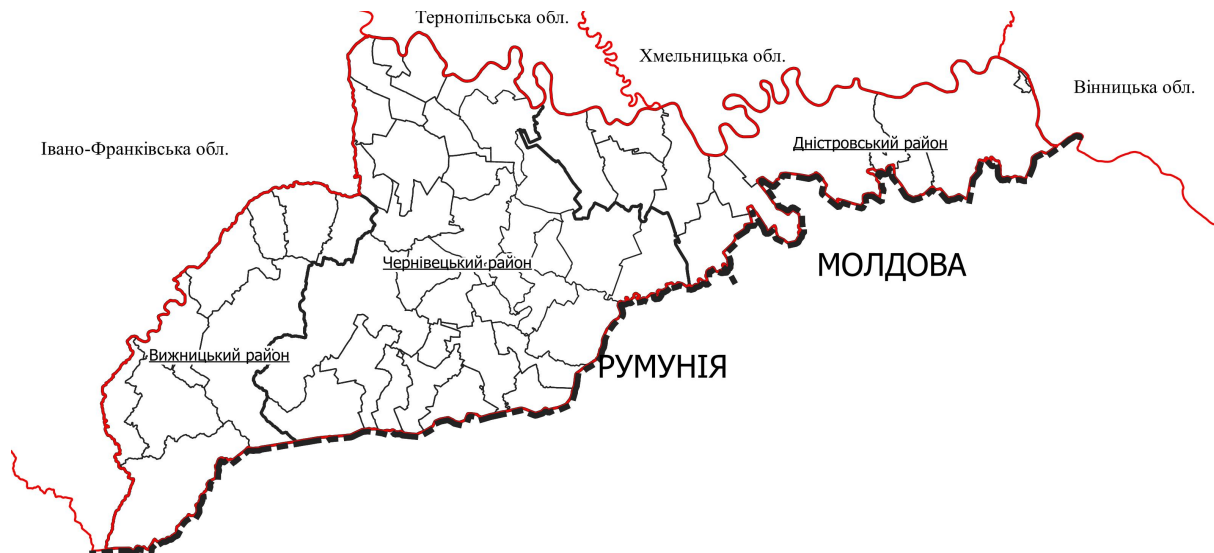 Тернопільська обл.
Хмельницька обл.
Вінницька обл.
Івано-Франківська обл.
Дністровський район
Чернівецький район
МОЛДОВА
Вижницький район
РУМУНІЯ